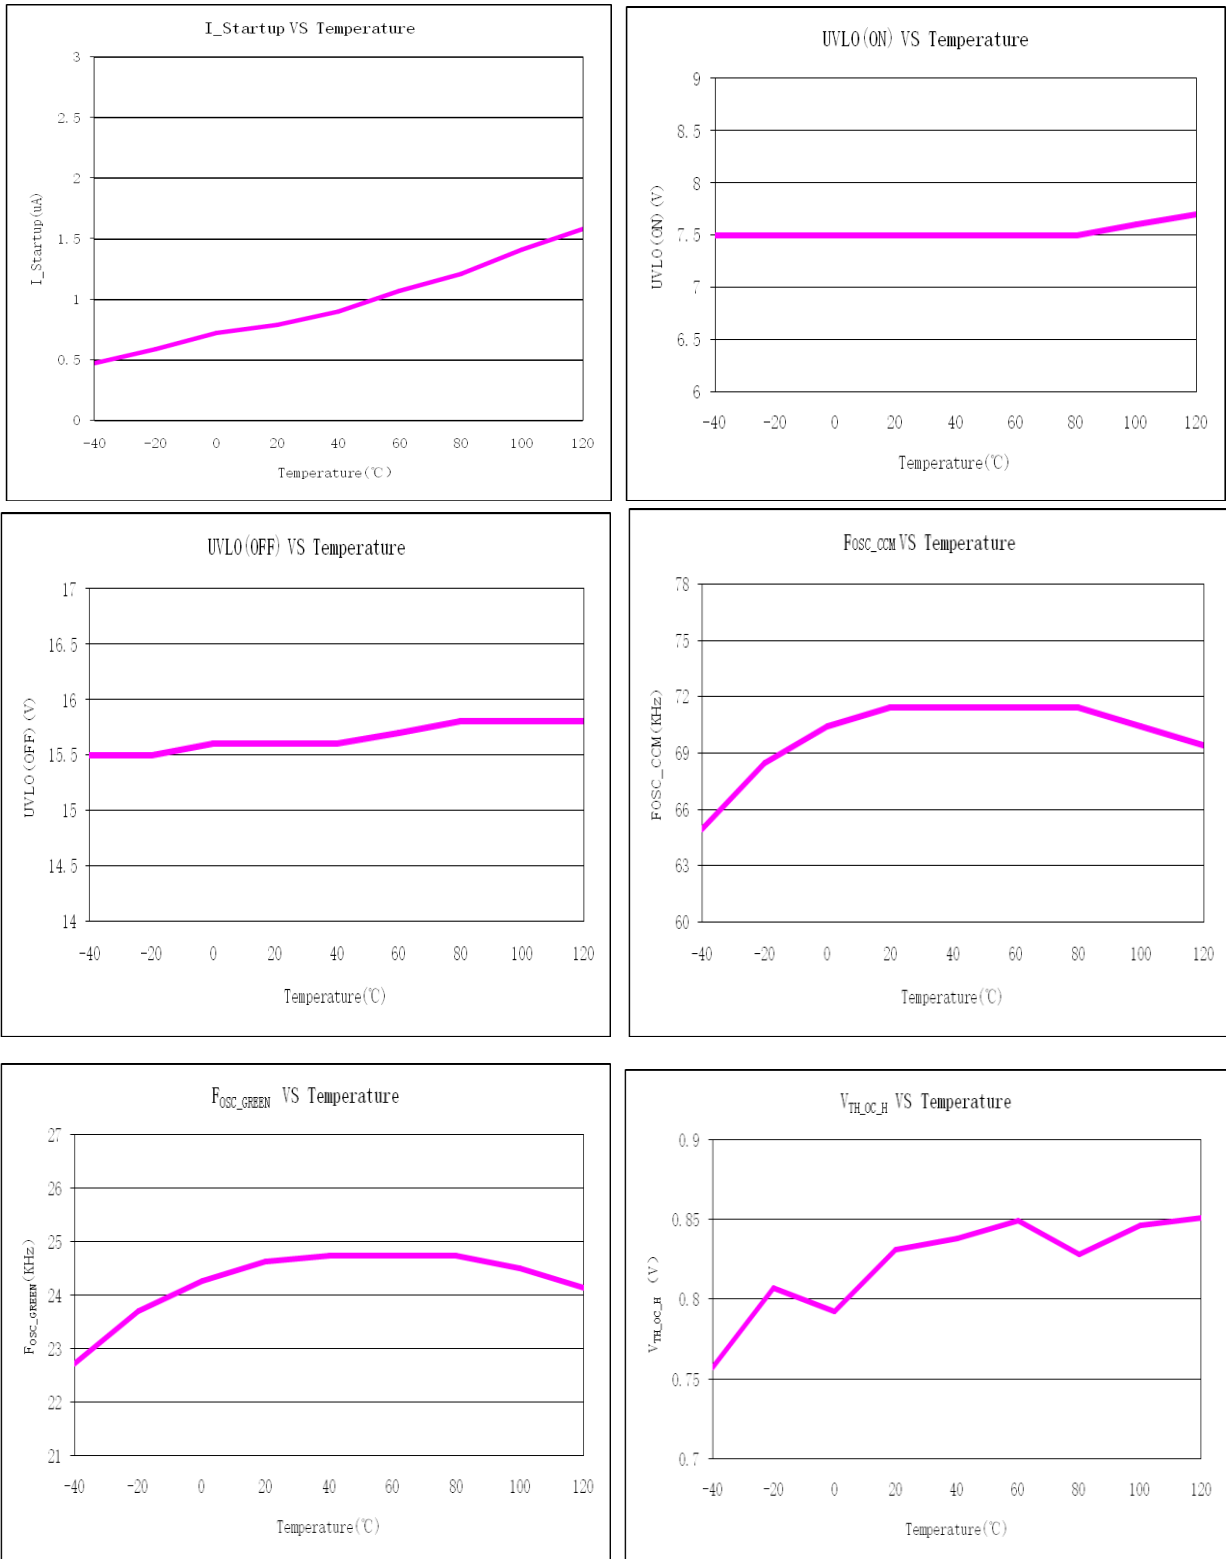 I_Startup VS Temperature
3
2.5
2
1.5
1
0.5
0
I_Startup(uA)
-40 -20 0 20 40 60 80 100 120
Temperature(℃)
UVLO(ON) VS Temperature
9
8.5
8
7.5
7
6.5
6
UVLO(ON)(V)
-40 -20 0 20 40 60 80 100 120
Temperature(℃)
UVLO(OFF) VS Temperature
17
16.5
16
15.5
15
14.5
14
UVLO(OFF)(V)
-40 -20 0 20 40 60 80 100 120
Temperature(℃)
FOSC_CCM VS Temperature
78
75
72
69
66
63
60
FOSC_CCM(KHz)
-40 -20 0 20 40 60 80 100 120
Temperature(℃)
FOSC_GREEN VS Temperature
27
26
25
24
23
22
21
FOSC_GREEN(KHz)
-40 -20 0 20 40 60 80 100 120
Temperature(℃)
VTH_OC_H VS Temperature
0.9
0.85
0.8
0.75
0.7
VTH_OC_H (V)
-40 -20 0 20 40 60 80 100 120
Temperature(℃)